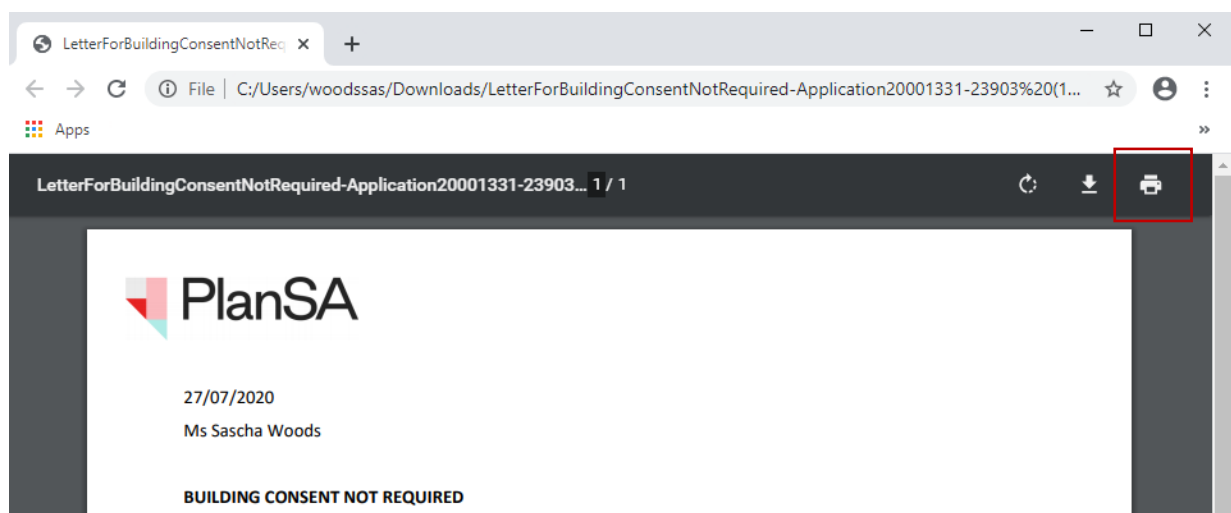 LetterForBuildingConsentNotReq
File | C:/Users/woodssas/Downloads/LetterForBuildingConsentNotRequired-Application20001331-23903%20(1...
Apps
LetterForBuildingConsentNotRequired-Application20001331-23903... 1 / 1
PlanSA
27/07/2020
Ms Sascha Woods
BUILDING CONSENT NOT REQUIRED